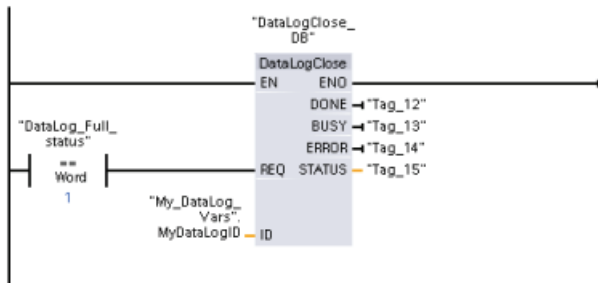 "DataLogClose_
DB"
DataLogClose
EN ENO
DONE "Tag_12"
BUSY "Tag_13"
"DataLog_Full_
status"
ERROR "Tag_14"
==
Word
1
REQ STATUS "Tag_15"
"My_DataLog_
Vars".
MyDataLogID ID